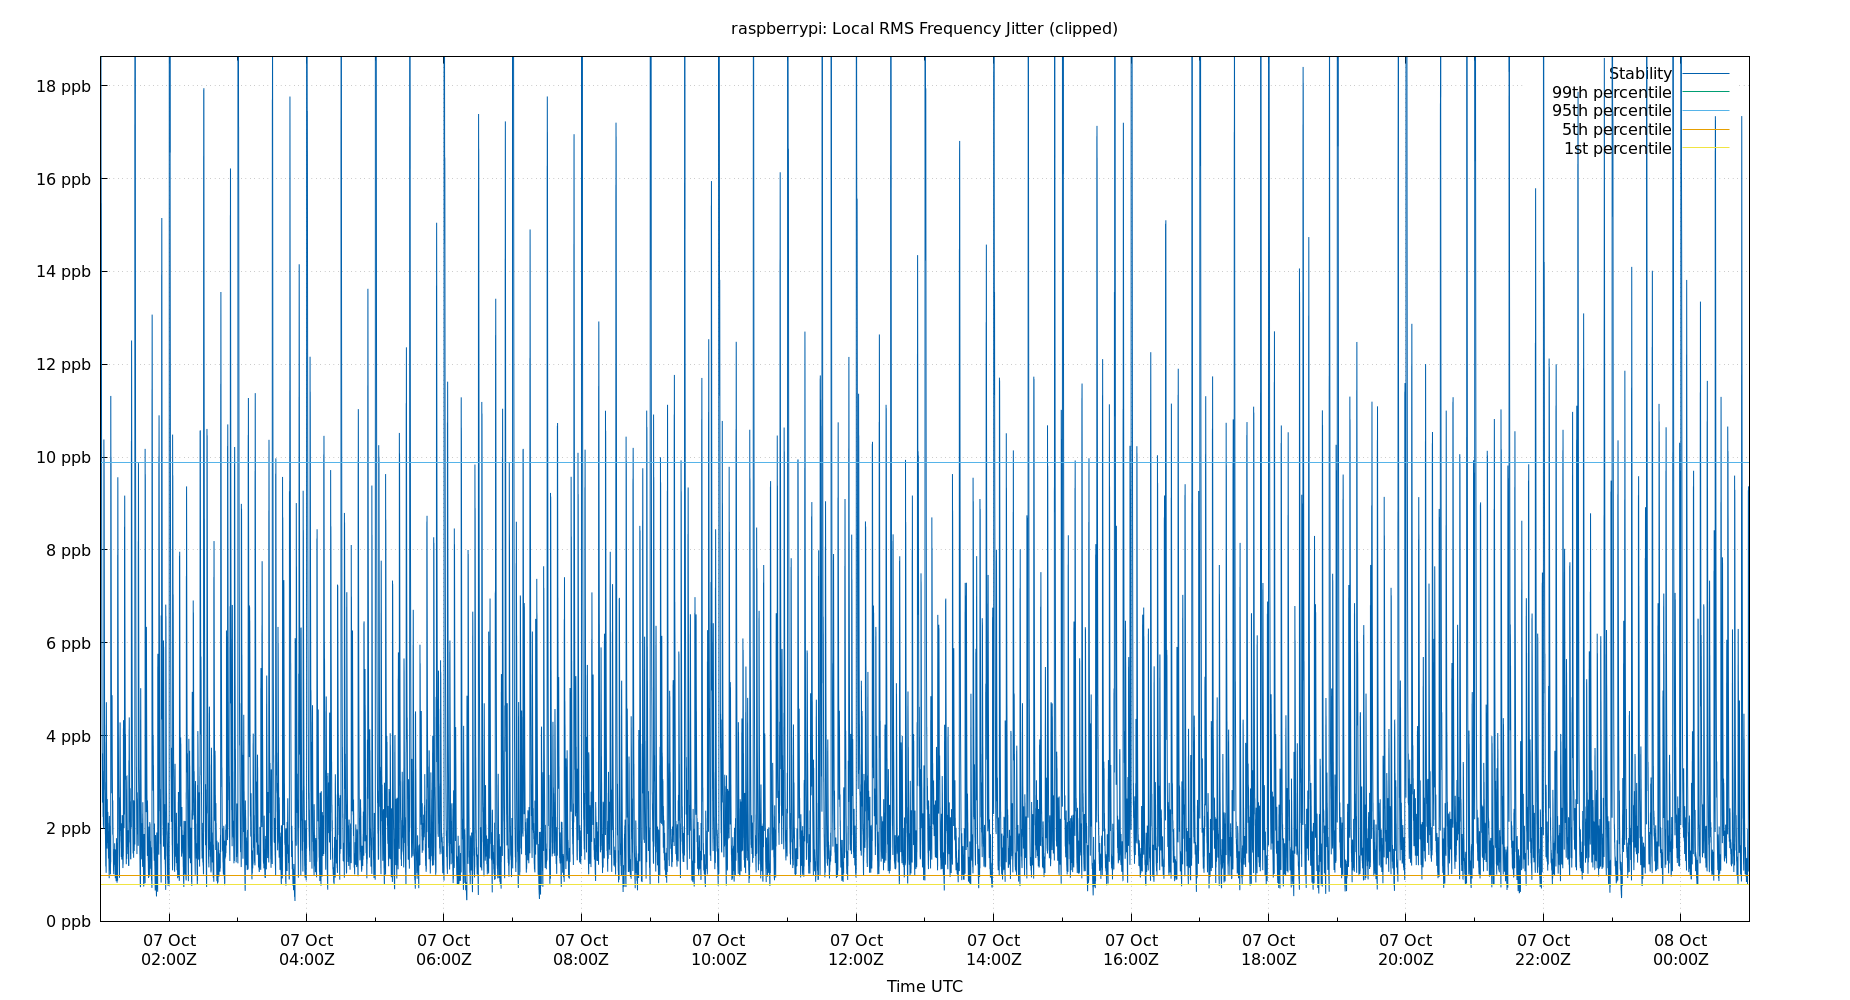 raspberrypi: Local RMS Frequency Jitter (clipped)
Stability
99th percentile
95th percentile
5th percentile
1st percentile
18 ppb
16 ppb
14 ppb
12 ppb
10 ppb
8 ppb
6 ppb
4 ppb
2 ppb
0 ppb
07 Oct 07 Oct 07 Oct 07 Oct 07 Oct 07 Oct 07 Oct 07 Oct 07 Oct 07 Oct 07 Oct 08 Oct
02:00Z 04:00Z 06:00Z 08:00Z 10:00Z 12:00Z 14:00Z 16:00Z 18:00Z 20:00Z 22:00Z 00:00Z
Time UTC